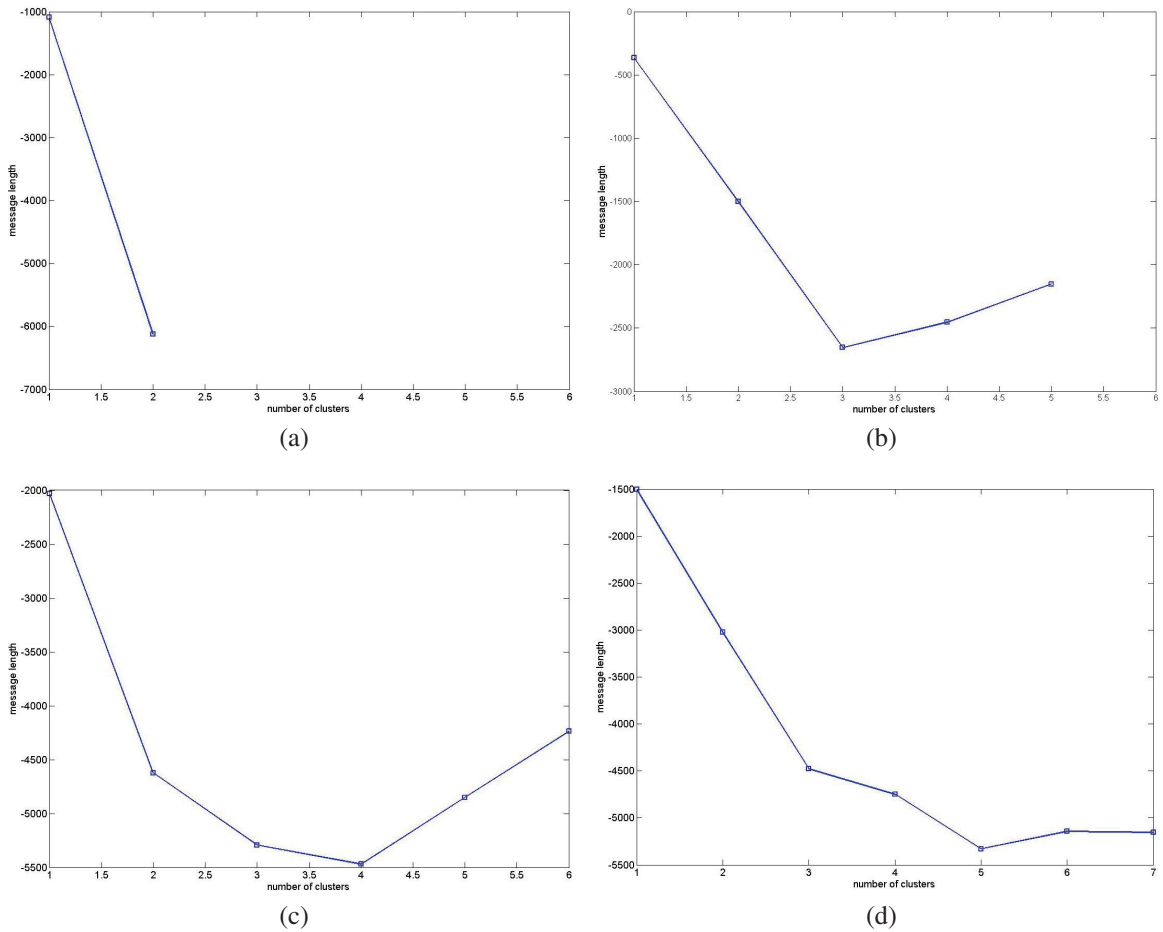 -1000
-2000
-3000
-4000
-5000
-6000
-7000
message length
1 1.5 2 2.5 3 3.5 4 4.5 5 5.5 6
number of clusters
(a)
0
-500
-1000
-1500
-2000
-2500
-3000
message length
1 1.5 2 2.5 3 3.5 4 4.5 5 5.5 6
number of clusters
(b)
-2000
-2500
-3000
-3500
-4000
-4500
-5000
-5500
message length
1 1.5 2 2.5 3 3.5 4 4.5 5 5.5 6
number of clusters
(c)
-1500
-2000
-2500
-3000
-3500
-4000
-4500
-5000
-5500
message length
1 2 3 4 5 6 7
number of clusters
(d)